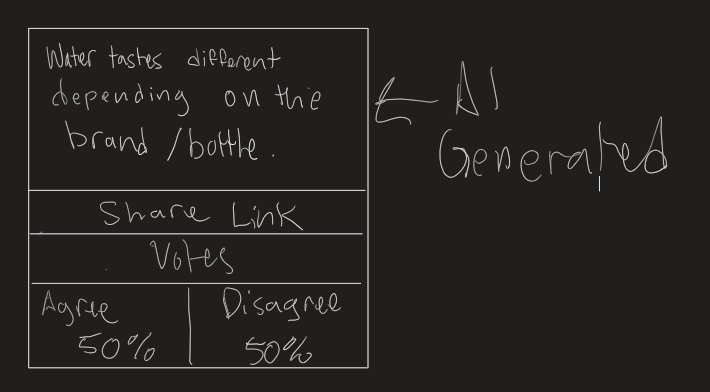 Water tastes different
depending on the
brand/bottle.
Share Link
Votes
Agree
50%
Disagree
50%
← AI
Generated